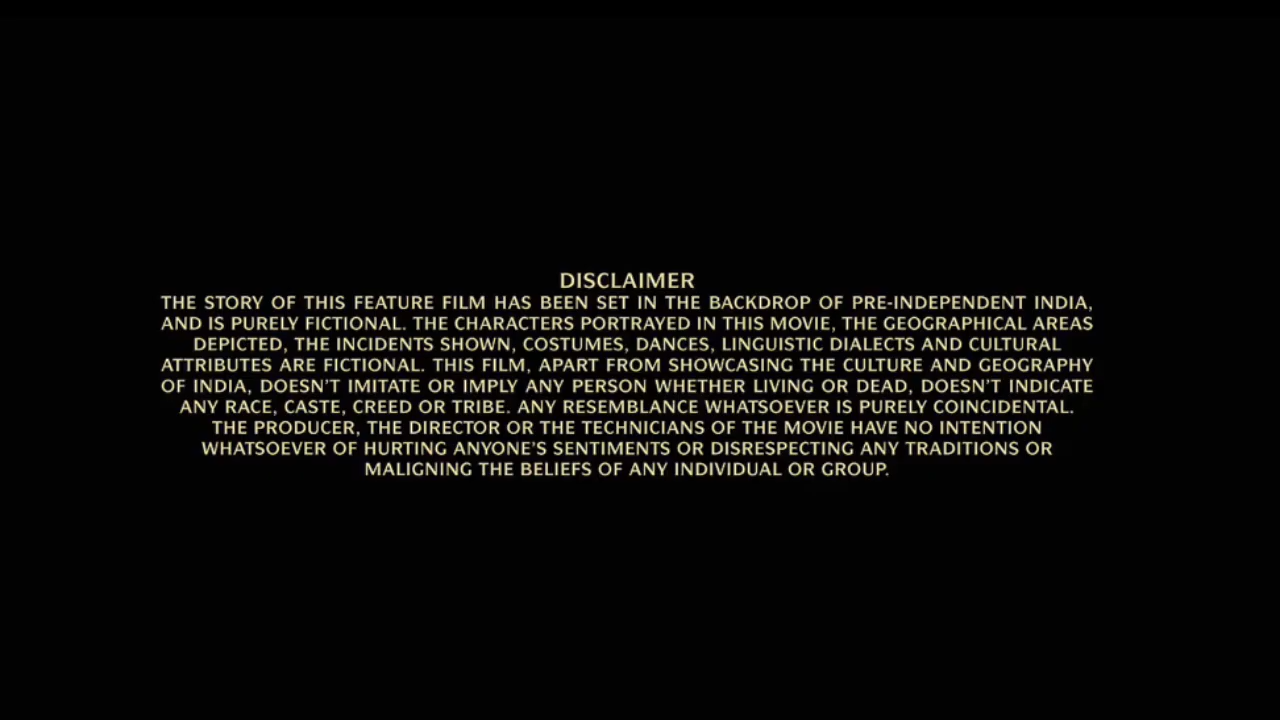 DISCLAIMER
THE STORY OF THIS FEATURE FILM HAS BEEN SET IN THE BACKDROP OF PRE-INDEPENDENT INDIA,
AND IS PURELY FICTIONAL. THE CHARACTERS PORTRAYED IN THIS MOVIE, THE GEOGRAPHICAL AREAS
DEPICTED, THE INCIDENTS SHOWN, COSTUMES, DANCES, LINGUISTIC DIALECTS AND CULTURAL
ATTRIBUTES ARE FICTIONAL. THIS FILM, APART FROM SHOWCASING THE CULTURE AND GEOGRAPHY
OF INDIA, DOESN'T IMITATE OR IMPLY ANY PERSON WHETHER LIVING OR DEAD, DOESN'T INDICATE
ANY RACE, CASTE, CREED OR TRIBE. ANY RESEMBLANCE WHATSOEVER IS PURELY COINCIDENTAL.
THE PRODUCER, THE DIRECTOR OR THE TECHNICIANS OF THE MOVIE HAVE NO INTENTION
WHATSOEVER OF HURTING ANYONE'S SENTIMENTS OR DISRESPECTING ANY TRADITIONS OR
MALIGNING THE BELIEFS OF ANY INDIVIDUAL OR GROUP.